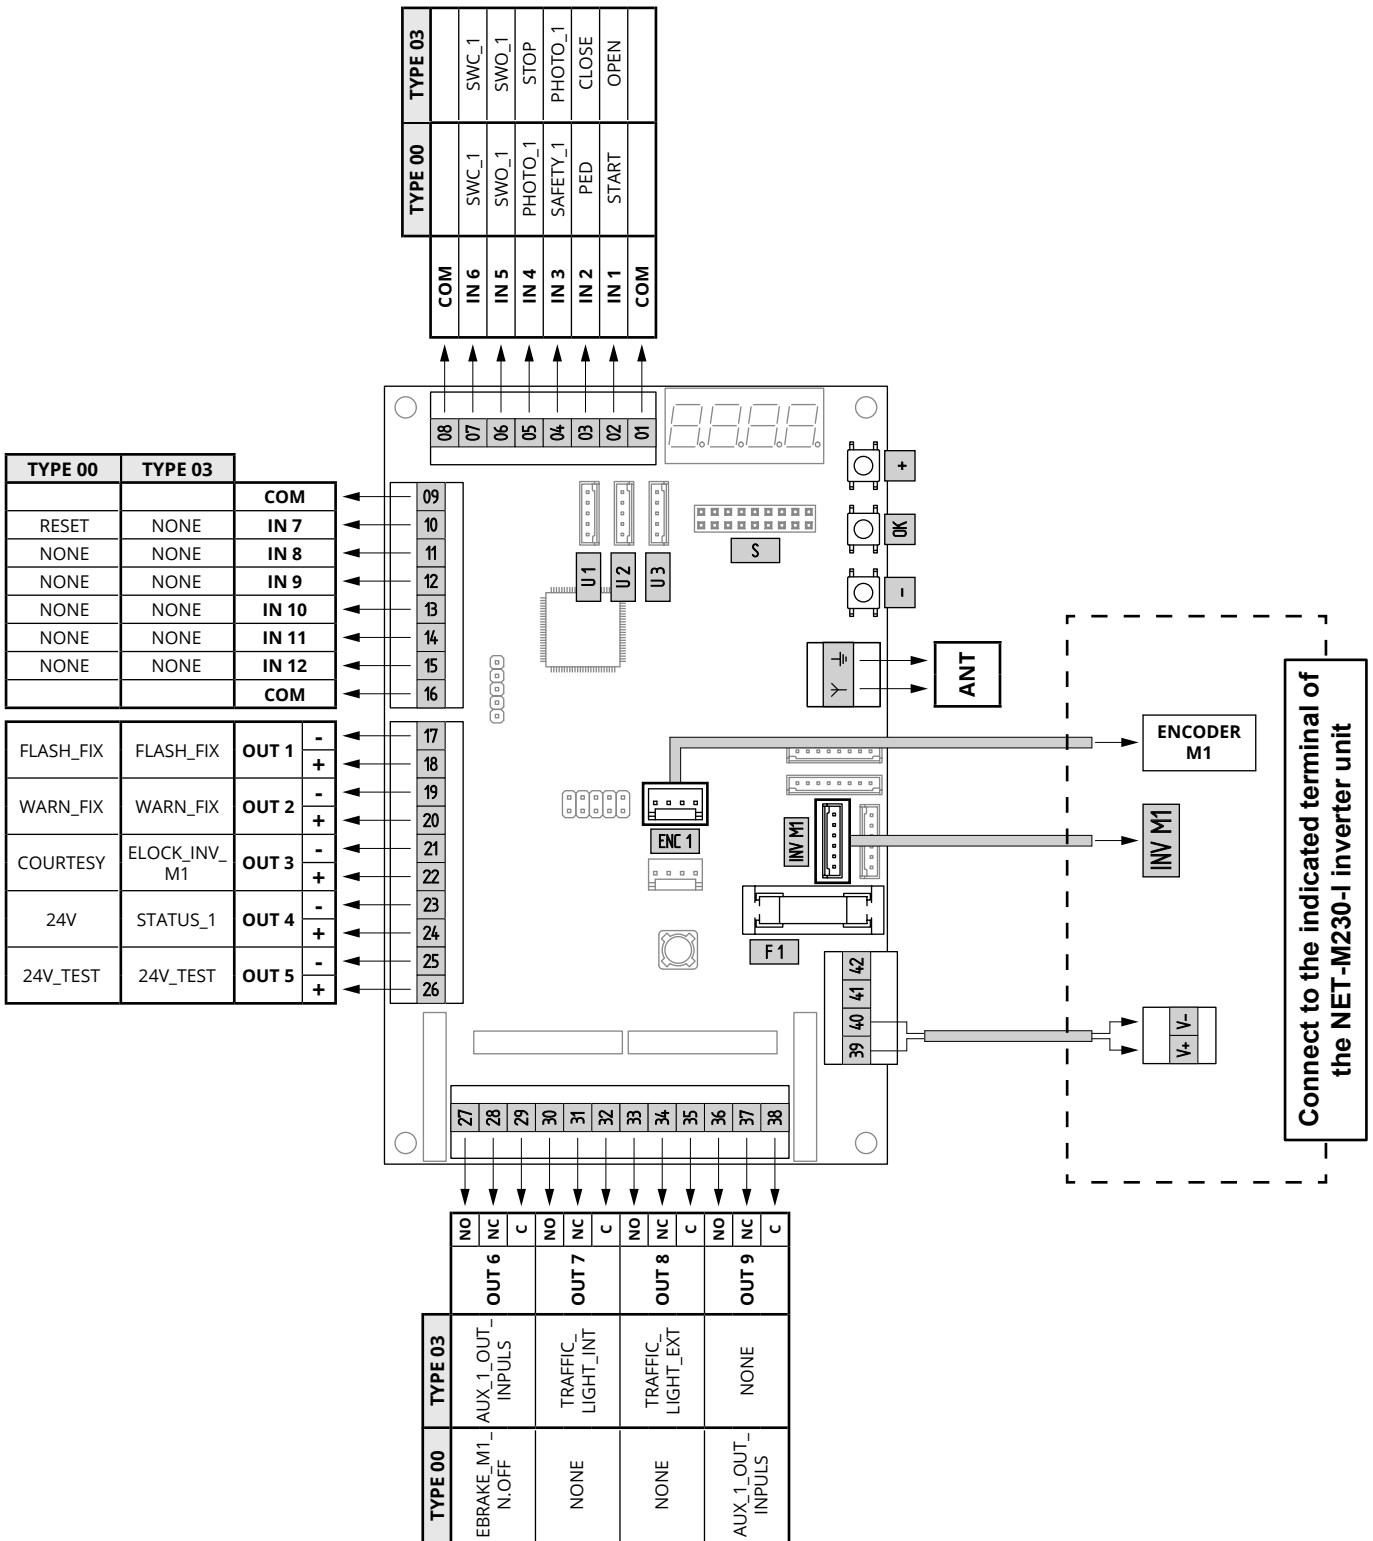 TYPE 03
SWC_1
SWO_1
STOP
PHOTO_1
CLOSE
OPEN
TYPE 00
SWC_1
SWO_1
PHOTO_1
SAFETY_1
PED
START
COM
IN 6
IN 5
IN 4
IN 3
IN 2
IN 1
COM
08 07 06 05 04 03 02 01
+
OK
-
U1
U2
U3
S
TYPE 00 TYPE 03
COM 09
RESET NONE IN 7 10
NONE NONE IN 8 11
NONE NONE IN 9 12
NONE NONE IN 10 13
NONE NONE IN 11 14
NONE NONE IN 12 15
COM 16
FLASH_FIX FLASH_FIX OUT 1 - 17
+ 18
WARN_FIX WARN_FIX OUT 2 - 19
+ 20
COURTESY ELOCK_INV_
M1 OUT 3 - 21
+ 22
24V STATUS_1 OUT 4 - 23
+ 24
24V_TEST 24V_TEST OUT 5 - 25
+ 26
ANT
ENC 1
INV M1
F1
42
41
40
39
ENCODER
M1
INV M1
V-
V+
Connect to the indicated terminal of
the NET-M230-I inverter unit
27 28 29 30 31 32 33 34 35 36 37 38
NO NC C NO NC C NO NC C NO NC C
OUT 6
OUT 7
OUT 8
OUT 9
TYPE 03
AUX_1_OUT_
INPULS
TRAFFIC_
LIGHT_INT
TRAFFIC_
LIGHT_EXT
NONE
TYPE 00
EBRAKE_M1_
N.OFF
NONE
NONE
AUX_1_OUT_
INPULS